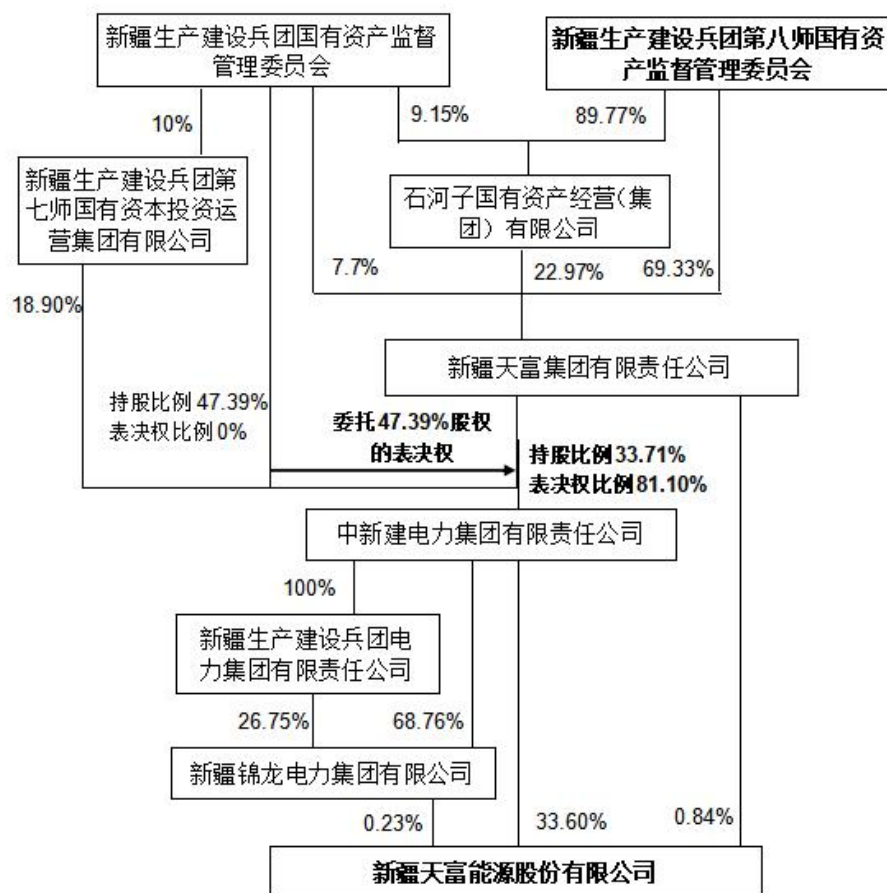 新疆生产建设兵团国有资产监督
管理委员会
新疆生产建设兵团第八师国有资
产监督管理委员会
10%
9.15%
89.77%
新疆生产建设兵团第
七师国有资本投资运
营集团有限公司
石河子国有资产经营（集
团）有限公司
18.90%
7.7%
22.97%
69.33%
新疆天富集团有限责任公司
持股比例 47.39%
表决权比例 0%
委托 47.39%股权
的表决权
持股比例 33.71%
表决权比例 81.10%
中新建电力集团有限责任公司
100%
新疆生产建设兵团电
力集团有限责任公司
26.75%
68.76%
新疆锦龙电力集团有限公司
0.23%
33.60%
0.84%
新疆天富能源股份有限公司